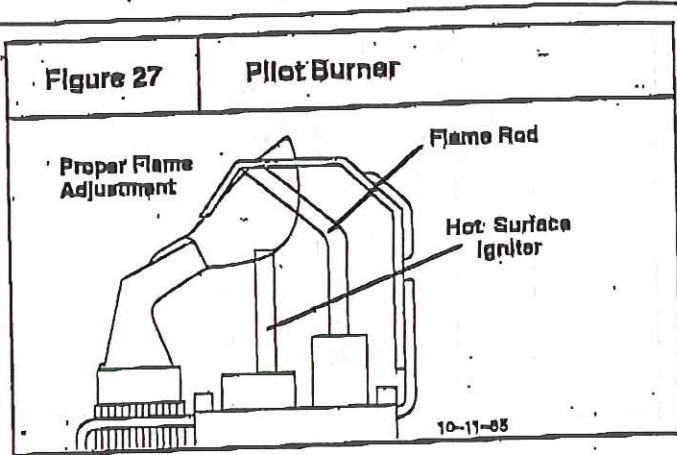 Figure 27
Pilot Burner
Proper Flame
Adjustment
Flame Rod
Hot Surface
Igniter
10-11-83